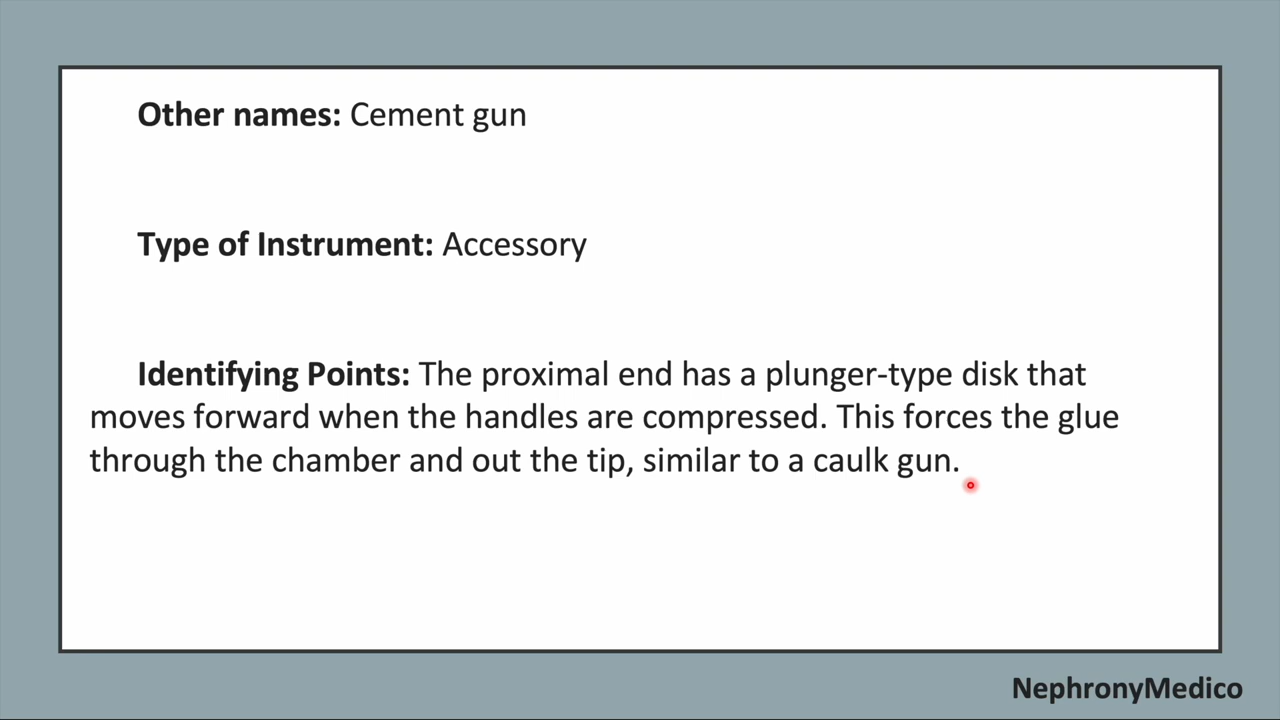 Other names: Cement gun
Type of Instrument: Accessory
Identifying Points: The proximal end has a plunger-type disk that
moves forward when the handles are compressed. This forces the glue
through the chamber and out the tip, similar to a caulk gun.
NephronyMedico